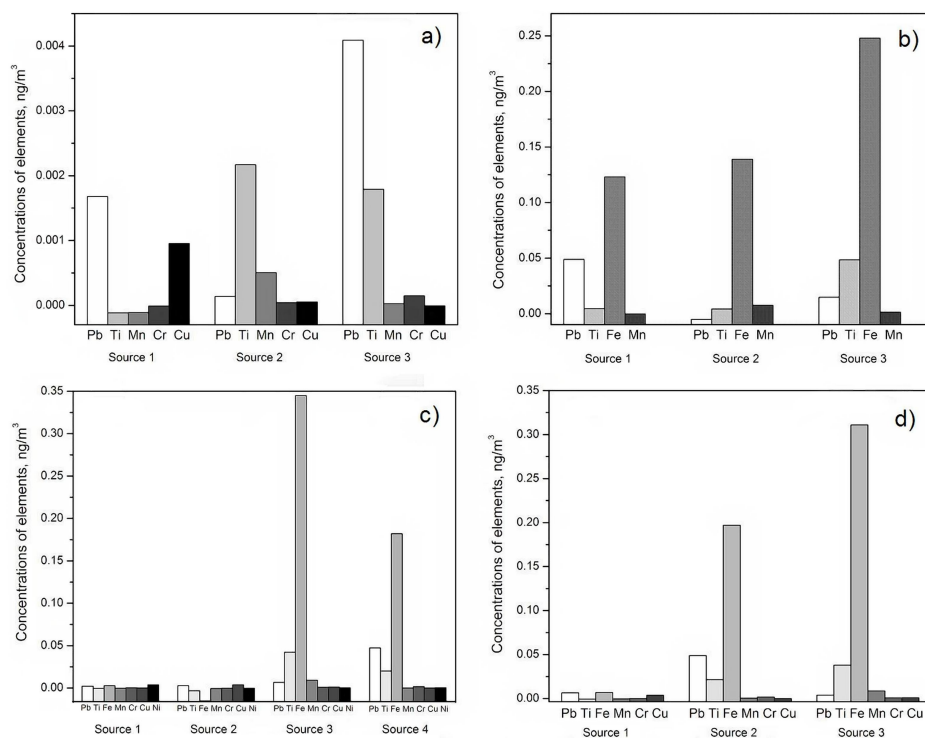 a)
Concentrations of elements, ng/m³
0.004
0.003
0.002
0.001
0.000
Pb Ti Mn Cr Cu Pb Ti Mn Cr Cu Pb Ti Mn Cr Cu
Source 1 Source 2 Source 3
b)
Concentrations of elements, ng/m³
0.25
0.20
0.15
0.10
0.05
0.00
Pb Ti Fe Mn Pb Ti Fe Mn Pb Ti Fe Mn
Source 1 Source 2 Source 3
c)
Concentrations of elements, ng/m³
0.35
0.30
0.25
0.20
0.15
0.10
0.05
0.00
Pb Ti Fe Mn Cr Cu Ni Pb Ti Fe Mn Cr Cu Ni Pb Ti Fe Mn Cr Cu Ni Pb Ti Fe Mn Cr Cu Ni
Source 1 Source 2 Source 3 Source 4
d)
Concentrations of elements, ng/m³
0.35
0.30
0.25
0.20
0.15
0.10
0.05
0.00
Pb Ti Fe Mn Cr Cu Pb Ti Fe Mn Cr Cu Pb Ti Fe Mn Cr Cu
Source 1 Source 2 Source 3